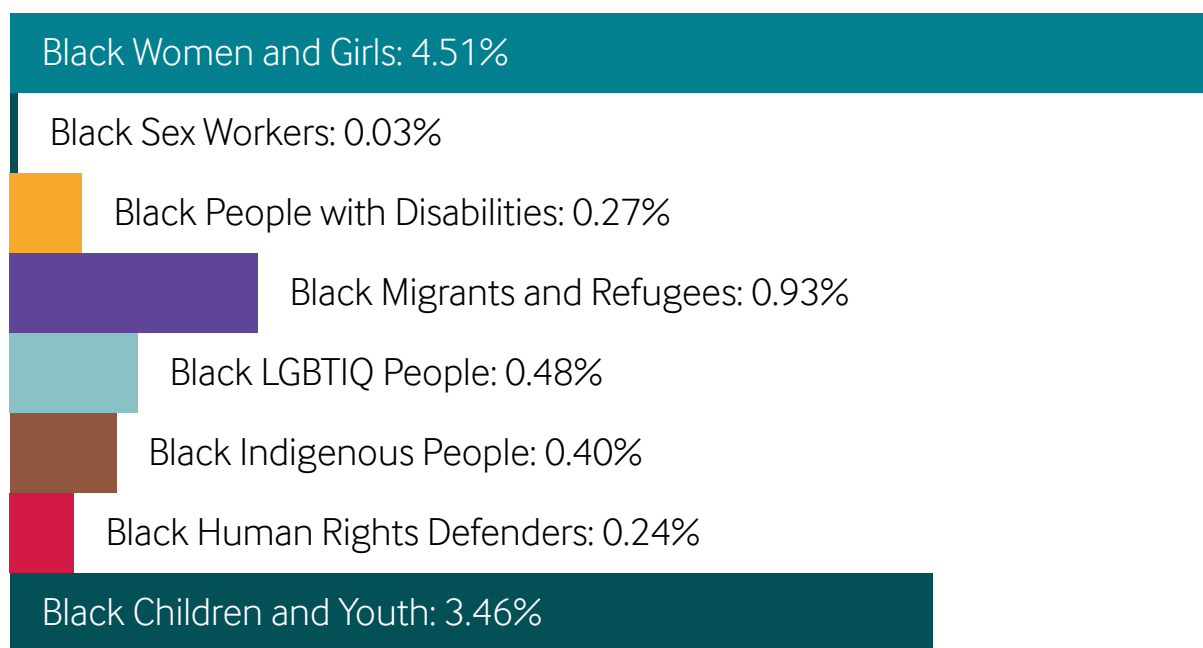 Black Women and Girls: 4.51%
Black Sex Workers: 0.03%
Black People with Disabilities: 0.27%
Black Migrants and Refugees: 0.93%
Black LGBTIQ People: 0.48%
Black Indigenous People: 0.40%
Black Human Rights Defenders: 0.24%
Black Children and Youth: 3.46%